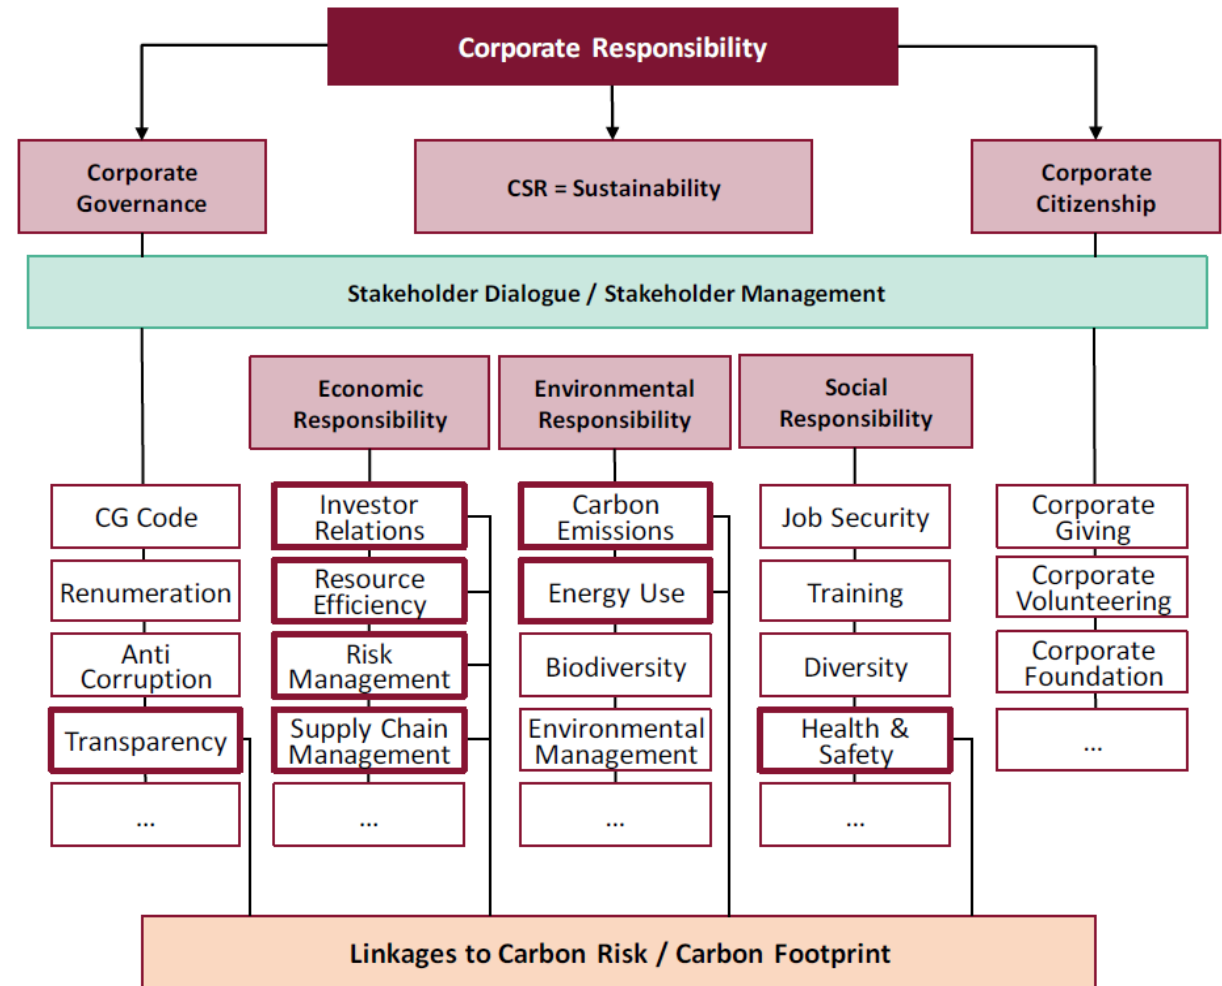 Corporate Responsibility
Corporate
Governance
CSR = Sustainability
Corporate
Citizenship
Stakeholder Dialogue / Stakeholder Management
Economic
Responsibility
Environmental
Responsibility
Social
Responsibility
CG Code
Renumeration
Anti
Corruption
Transparency
...
Investor
Relations
Resource
Efficiency
Risk
Management
Supply Chain
Management
...
Carbon
Emissions
Energy Use
Biodiversity
Environmental
Management
...
Job Security
Training
Diversity
Health &
Safety
...
Corporate
Giving
Corporate
Volunteering
Corporate
Foundation
...
Linkages to Carbon Risk / Carbon Footprint